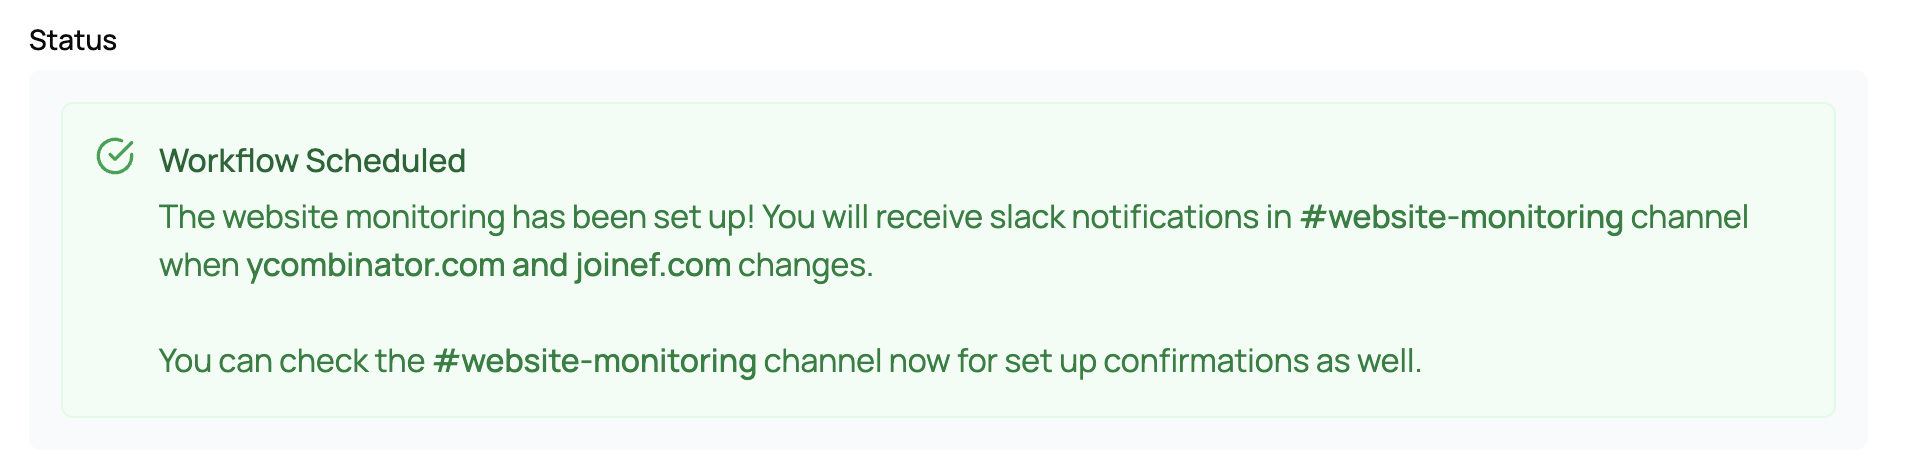 Status
Workflow Scheduled
The website monitoring has been set up! You will receive slack notifications in #website-monitoring channel
when ycombinator.com and joinef.com changes.
You can check the #website-monitoring channel now for set up confirmations as well.